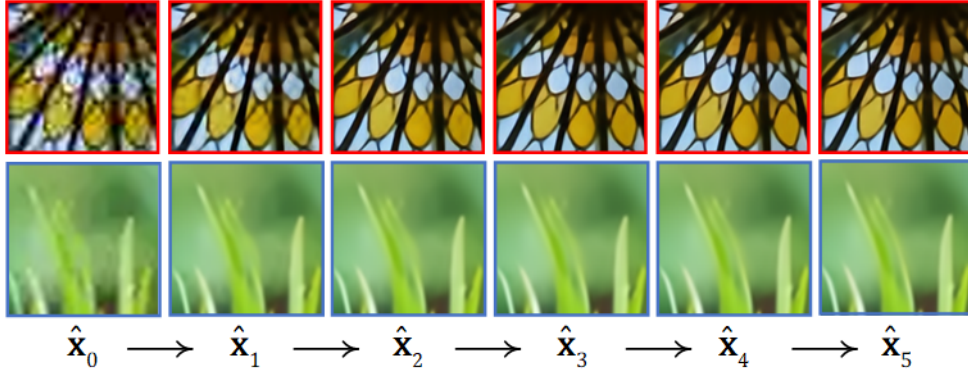 x̂₀ → x̂₁ → x̂₂ → x̂₃ → x̂₄ → x̂₅